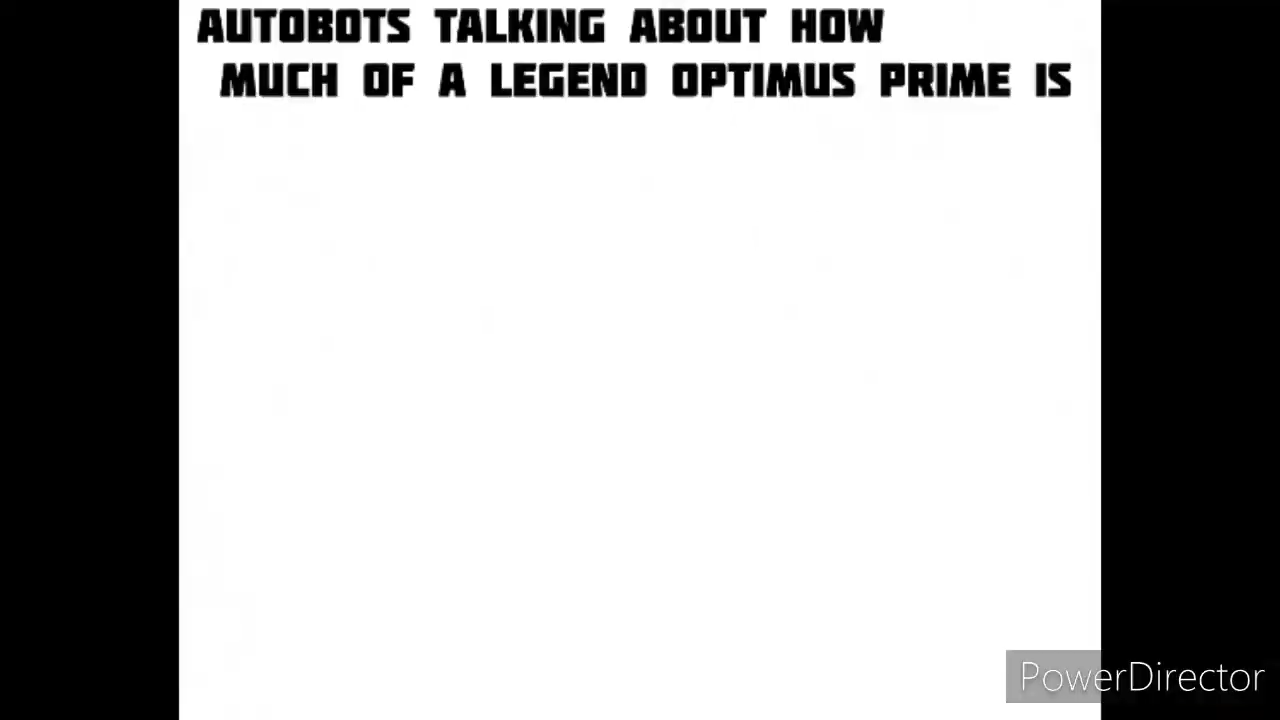 AUTOBOTS TALKING ABOUT HOW
MUCH OF A LEGEND OPTIMUS PRIME IS
PowerDirector